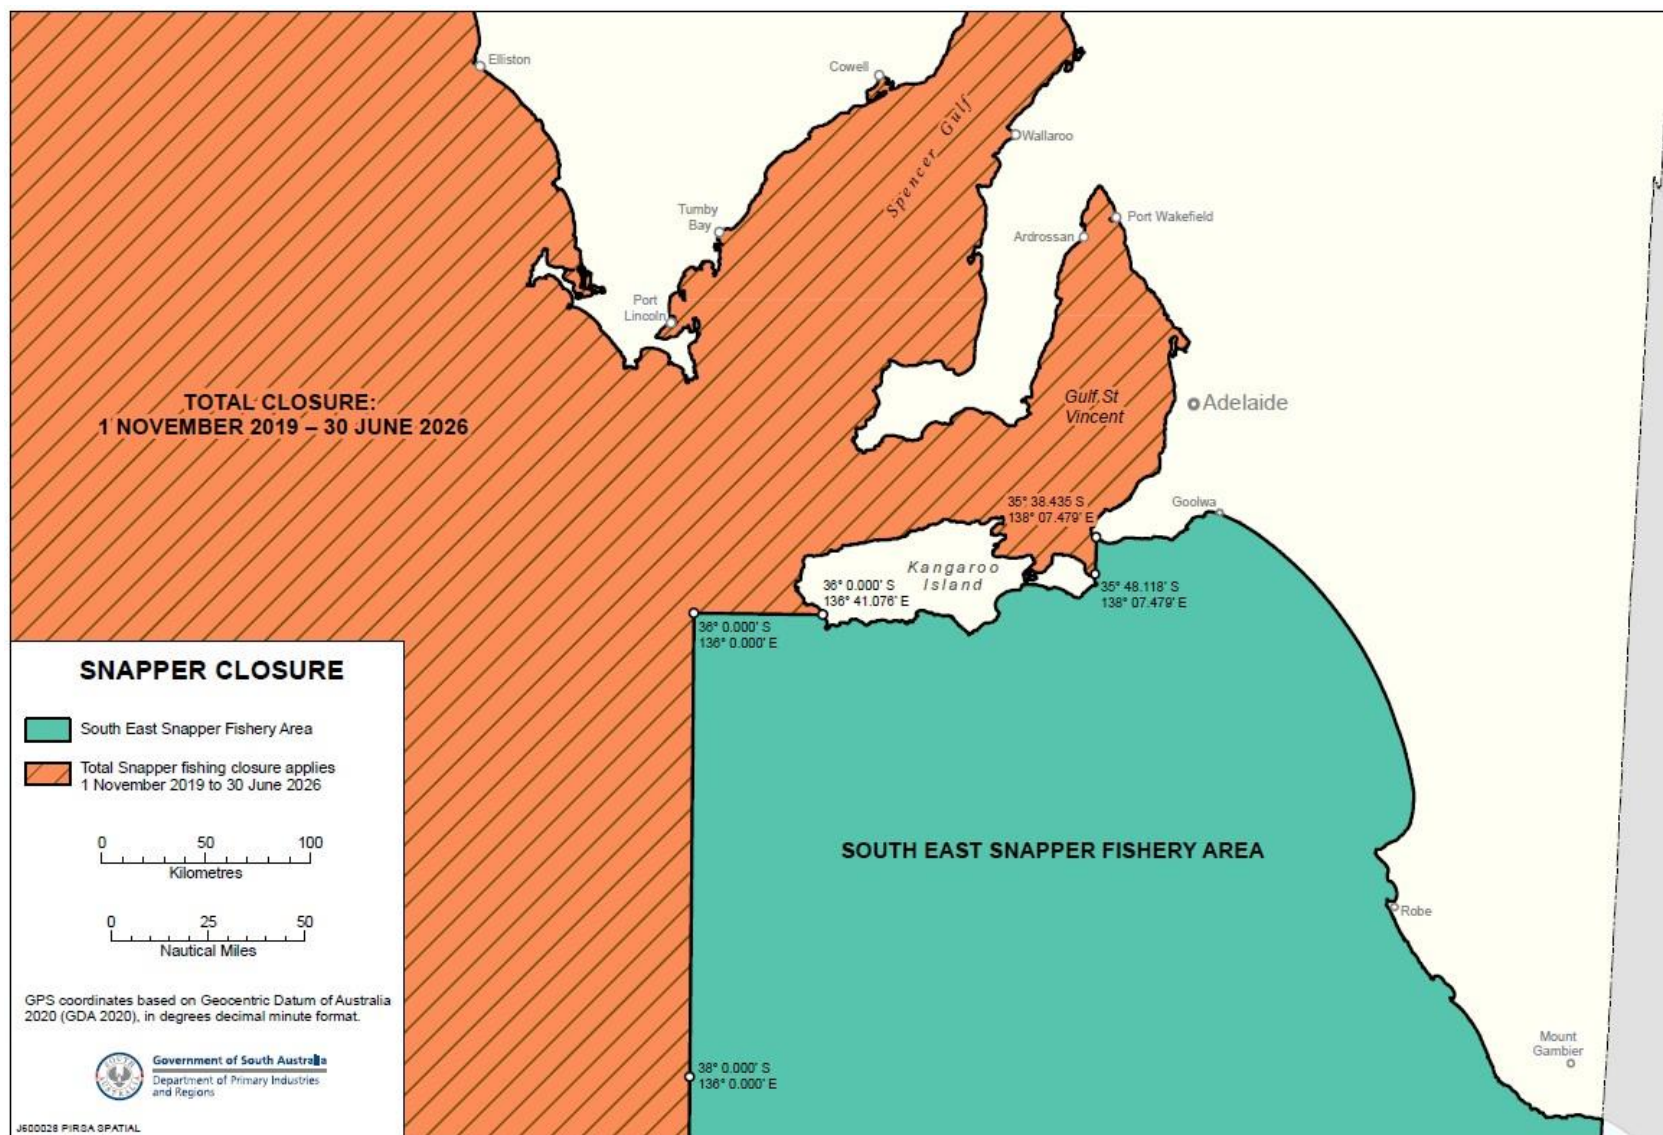 Elliston
Cowell
Spencer Gulf
Wallaroo
Tumby
Bay
Port Wakefield
Ardrossan
Port
Lincoln
TOTAL CLOSURE:
1 NOVEMBER 2019 – 30 JUNE 2026
Gulf St
Vincent
Adelaide
35° 38.435 S
138° 07.479' E
Goolwa
Kangaroo
Island
36° 0.000' S
136° 41.076' E
35° 48.118' S
138° 07.479' E
36° 0.000' S
136° 0.000' E
SNAPPER CLOSURE
South East Snapper Fishery Area
Total Snapper fishing closure applies
1 November 2019 to 30 June 2026
0 50 100
Kilometres
0 25 50
Nautical Miles
GPS coordinates based on Geocentric Datum of Australia
2020 (GDA 2020), in degrees decimal minute format.
SOUTH AUSTRALIA
Government of South Australia
Department of Primary Industries
and Regions
J600028 PIRSA SPATIAL
SOUTH EAST SNAPPER FISHERY AREA
Robe
Mount
Gambier
38° 0.000' S
136° 0.000' E